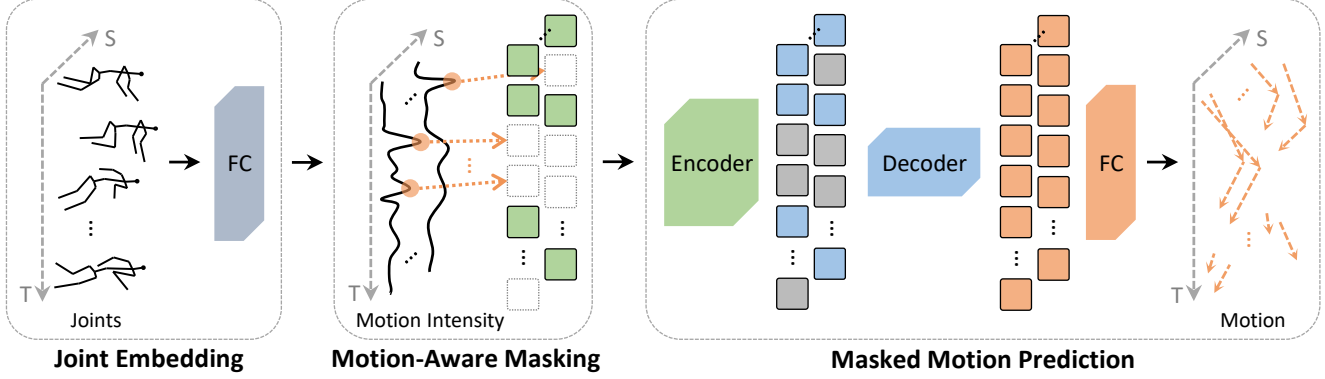 S
T
FC
Joints
Joint Embedding
S
T
Motion Intensity
Motion-Aware Masking
Encoder
Decoder
FC
S
T
Motion
Masked Motion Prediction